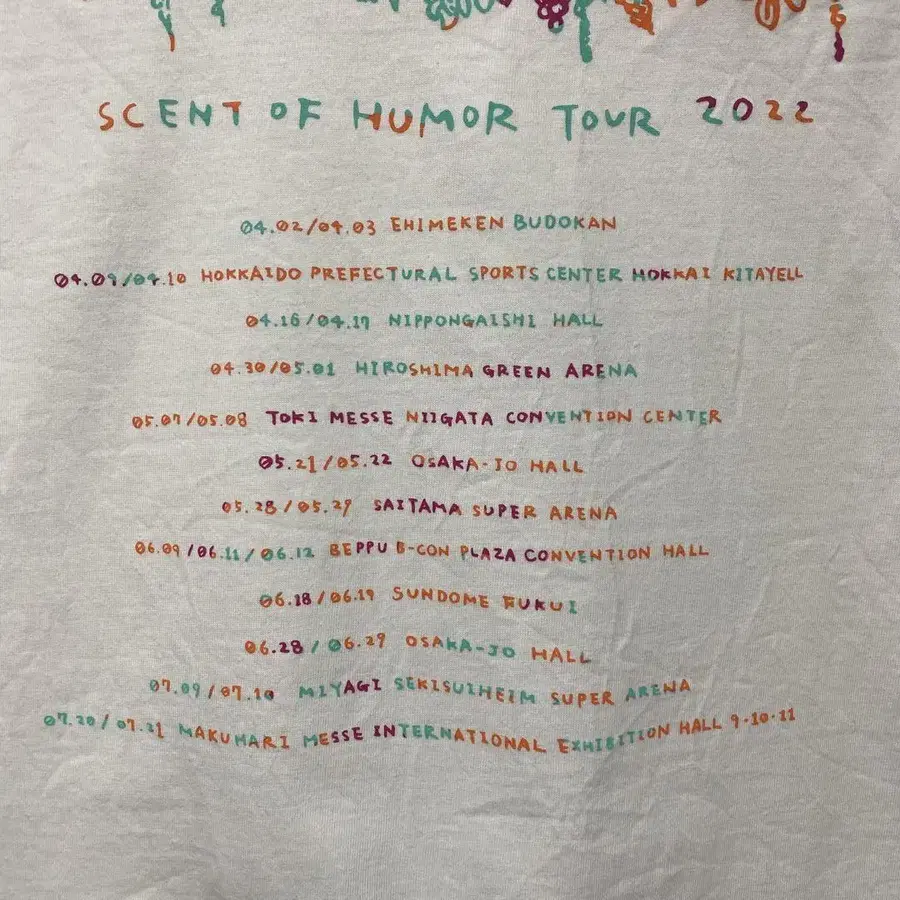 SCENT OF HUMOR TOUR 2022
04.02/04.03 EHIMEKEN BUDOKAN
04.09/04.10 HOKKAIDO PREFECTURAL SPORTS CENTER HOKKAI KITAYELL
04.16/04.17 NIPPONGAISHI HALL
04.30/05.01 HIROSHIMA GREEN ARENA
05.07/05.08 TOKI MESSE NIIGATA CONVENTION CENTER
05.21/05.22 OSAKA-JO HALL
05.28/05.29 SAITAMA SUPER ARENA
06.09/06.11/06.12 BEPPU B-CON PLAZA CONVENTION HALL
06.18/06.19 SUNDOME FUKUI
06.28/06.29 OSAKA-JO HALL
07.09/07.10 MIYAGI SEKISUIHEIM SUPER ARENA
07.20/07.21 MAKUHARI MESSE INTERNATIONAL EXHIBITION HALL 9·10·11